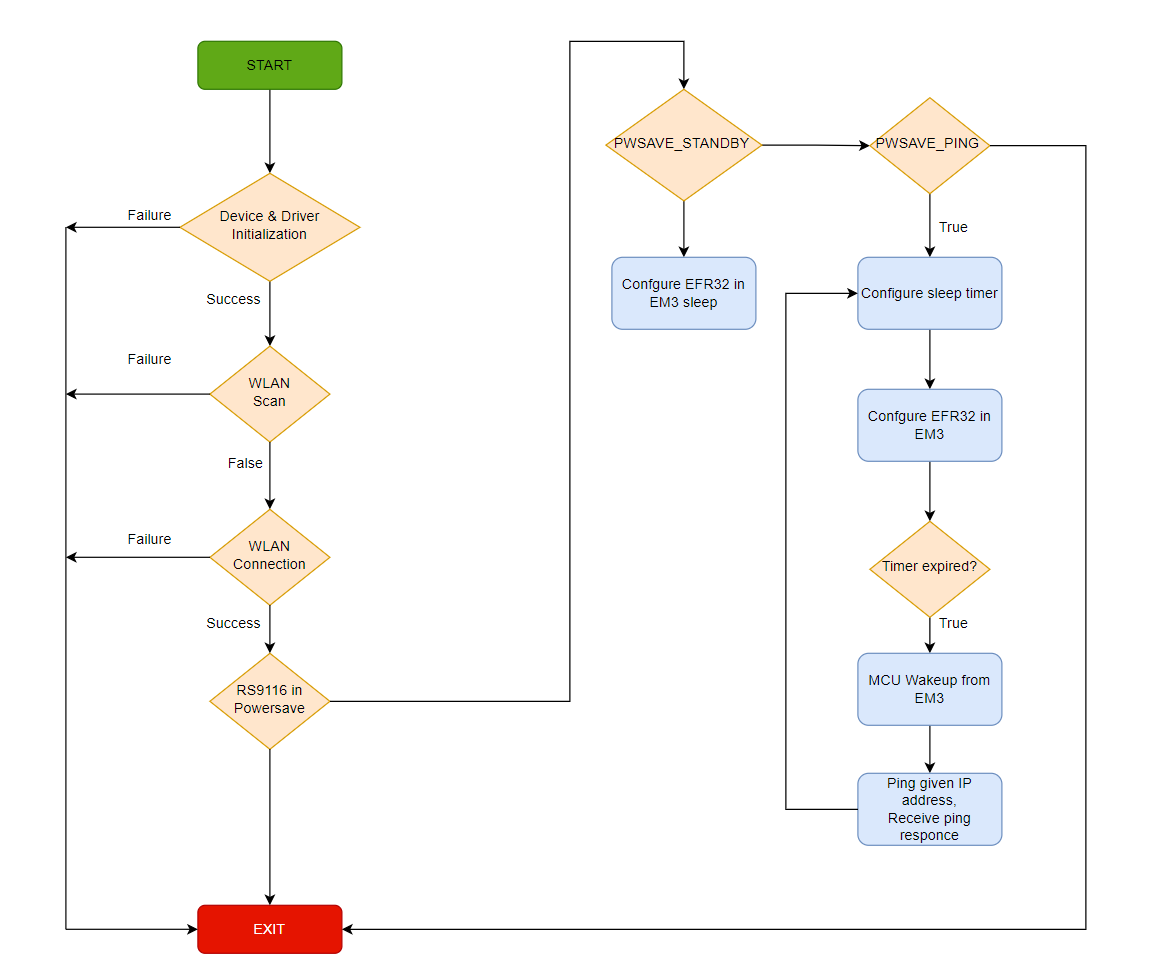 START
Device & Driver
Initialization
Failure
Success
WLAN
Scan
Failure
False
WLAN
Connection
Failure
Success
RS9116 in
Powersave
EXIT
PWSAVE_STANDBY
Confgure EFR32 in
EM3 sleep
PWSAVE_PING
True
Configure sleep timer
Confgure EFR32 in
EM3
Timer expired?
True
MCU Wakeup from
EM3
Ping given IP
address,
Receive ping
responce